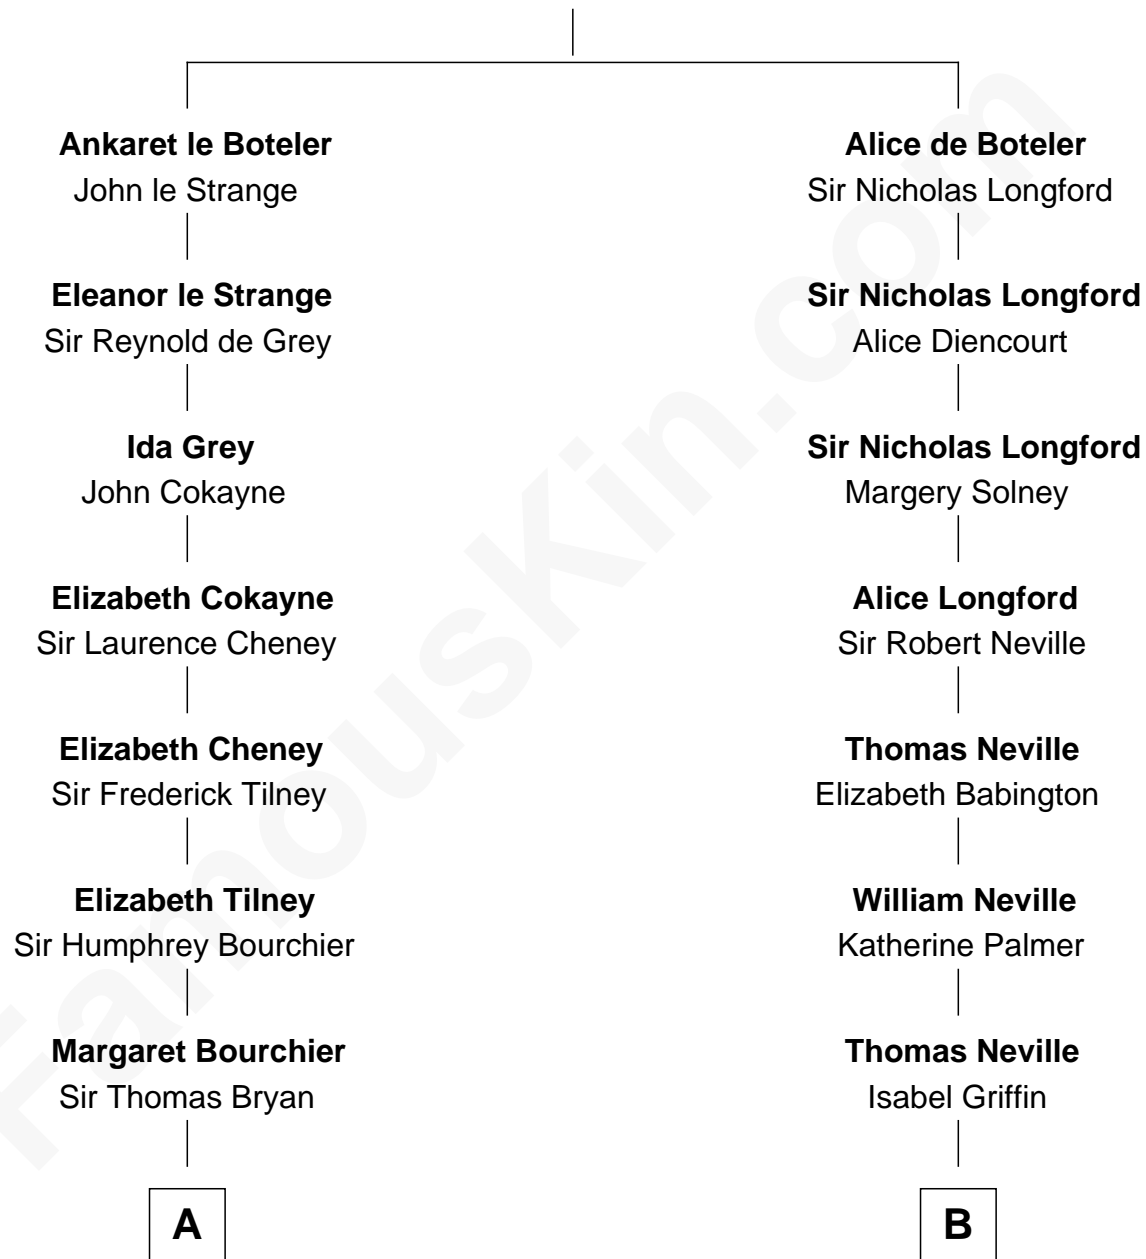 Ankaret le Boteler
John le Strange
Eleanor le Strange
Sir Reynold de Grey
Ida Grey
John Cokayne
Elizabeth Cokayne
Sir Laurence Cheney
Elizabeth Cheney
Sir Frederick Tilney
Elizabeth Tilney
Sir Humphrey Bourchier
Margaret Bourchier
Sir Thomas Bryan
A
Alice de Boteler
Sir Nicholas Longford
Sir Nicholas Longford
Alice Diencourt
Sir Nicholas Longford
Margery Solney
Alice Longford
Sir Robert Neville
Thomas Neville
Elizabeth Babington
William Neville
Katherine Palmer
Thomas Neville
Isabel Griffin
B
FamousKin.com